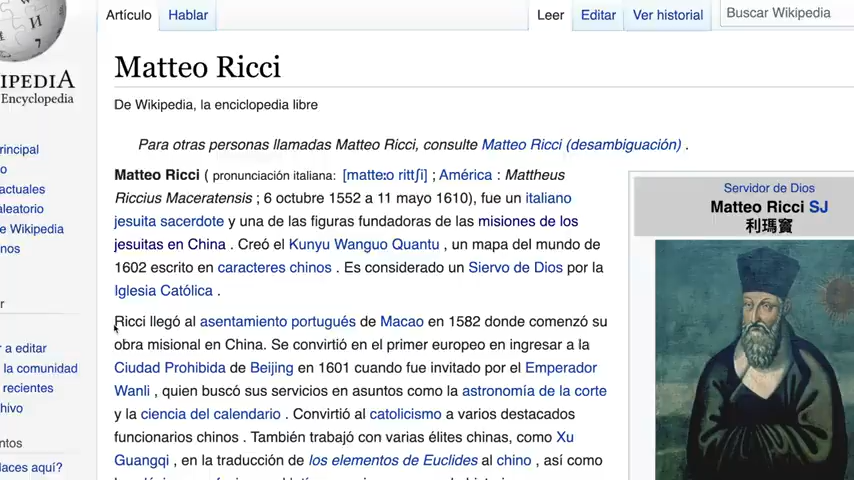 Artículo
Hablar
Leer
Editar
Ver historial
Buscar Wikipedia
IPEDIA
Encyclopedia
Matteo Ricci
De Wikipedia, la enciclopedia libre
Para otras personas llamadas Matteo Ricci, consulte Matteo Ricci (desambiguación) .
rincipal
o
actuales
aleatorio
e Wikipedia
nos
r
r a editar
la comunidad
recientes
hivo
ntos
laces aquí?
Matteo Ricci ( pronunciación italiana: [mattɛːo rittʃi] ; América : Mattheus
Riccius Maceratensis ; 6 octubre 1552 a 11 mayo 1610), fue un italiano
jesuita sacerdote y una de las figuras fundadoras de las misiones de los
jesuitas en China . Creó el Kunyu Wanguo Quantu , un mapa del mundo de
1602 escrito en caracteres chinos . Es considerado un Siervo de Dios por la
Iglesia Católica .
Ricci llegó al asentamiento portugués de Macao en 1582 donde comenzó su
obra misional en China. Se convirtió en el primer europeo en ingresar a la
Ciudad Prohibida de Beijing en 1601 cuando fue invitado por el Emperador
Wanli , quien buscó sus servicios en asuntos como la astronomía de la corte
y la ciencia del calendario . Convirtió al catolicismo a varios destacados
funcionarios chinos . También trabajó con varias élites chinas, como Xu
Guangqi , en la traducción de los elementos de Euclides al chino , así como
Servidor de Dios
Matteo Ricci SJ
利瑪竇